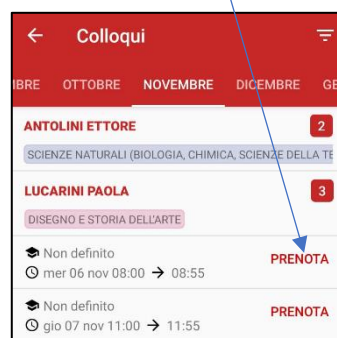 Colloqui
OTTOBRE NOVEMBRE DICEMBRE
ANTOLINI ETTORE 2
SCIENZE NATURALI (BIOLOGIA, CHIMICA, SCIENZE DELLA TE
LUCARINI PAOLA 3
DISEGNO E STORIA DELL'ARTE
Non definito
mer 06 nov 08:00 → 08:55 PRENOTA
Non definito
gio 07 nov 11:00 → 11:55 PRENOTA